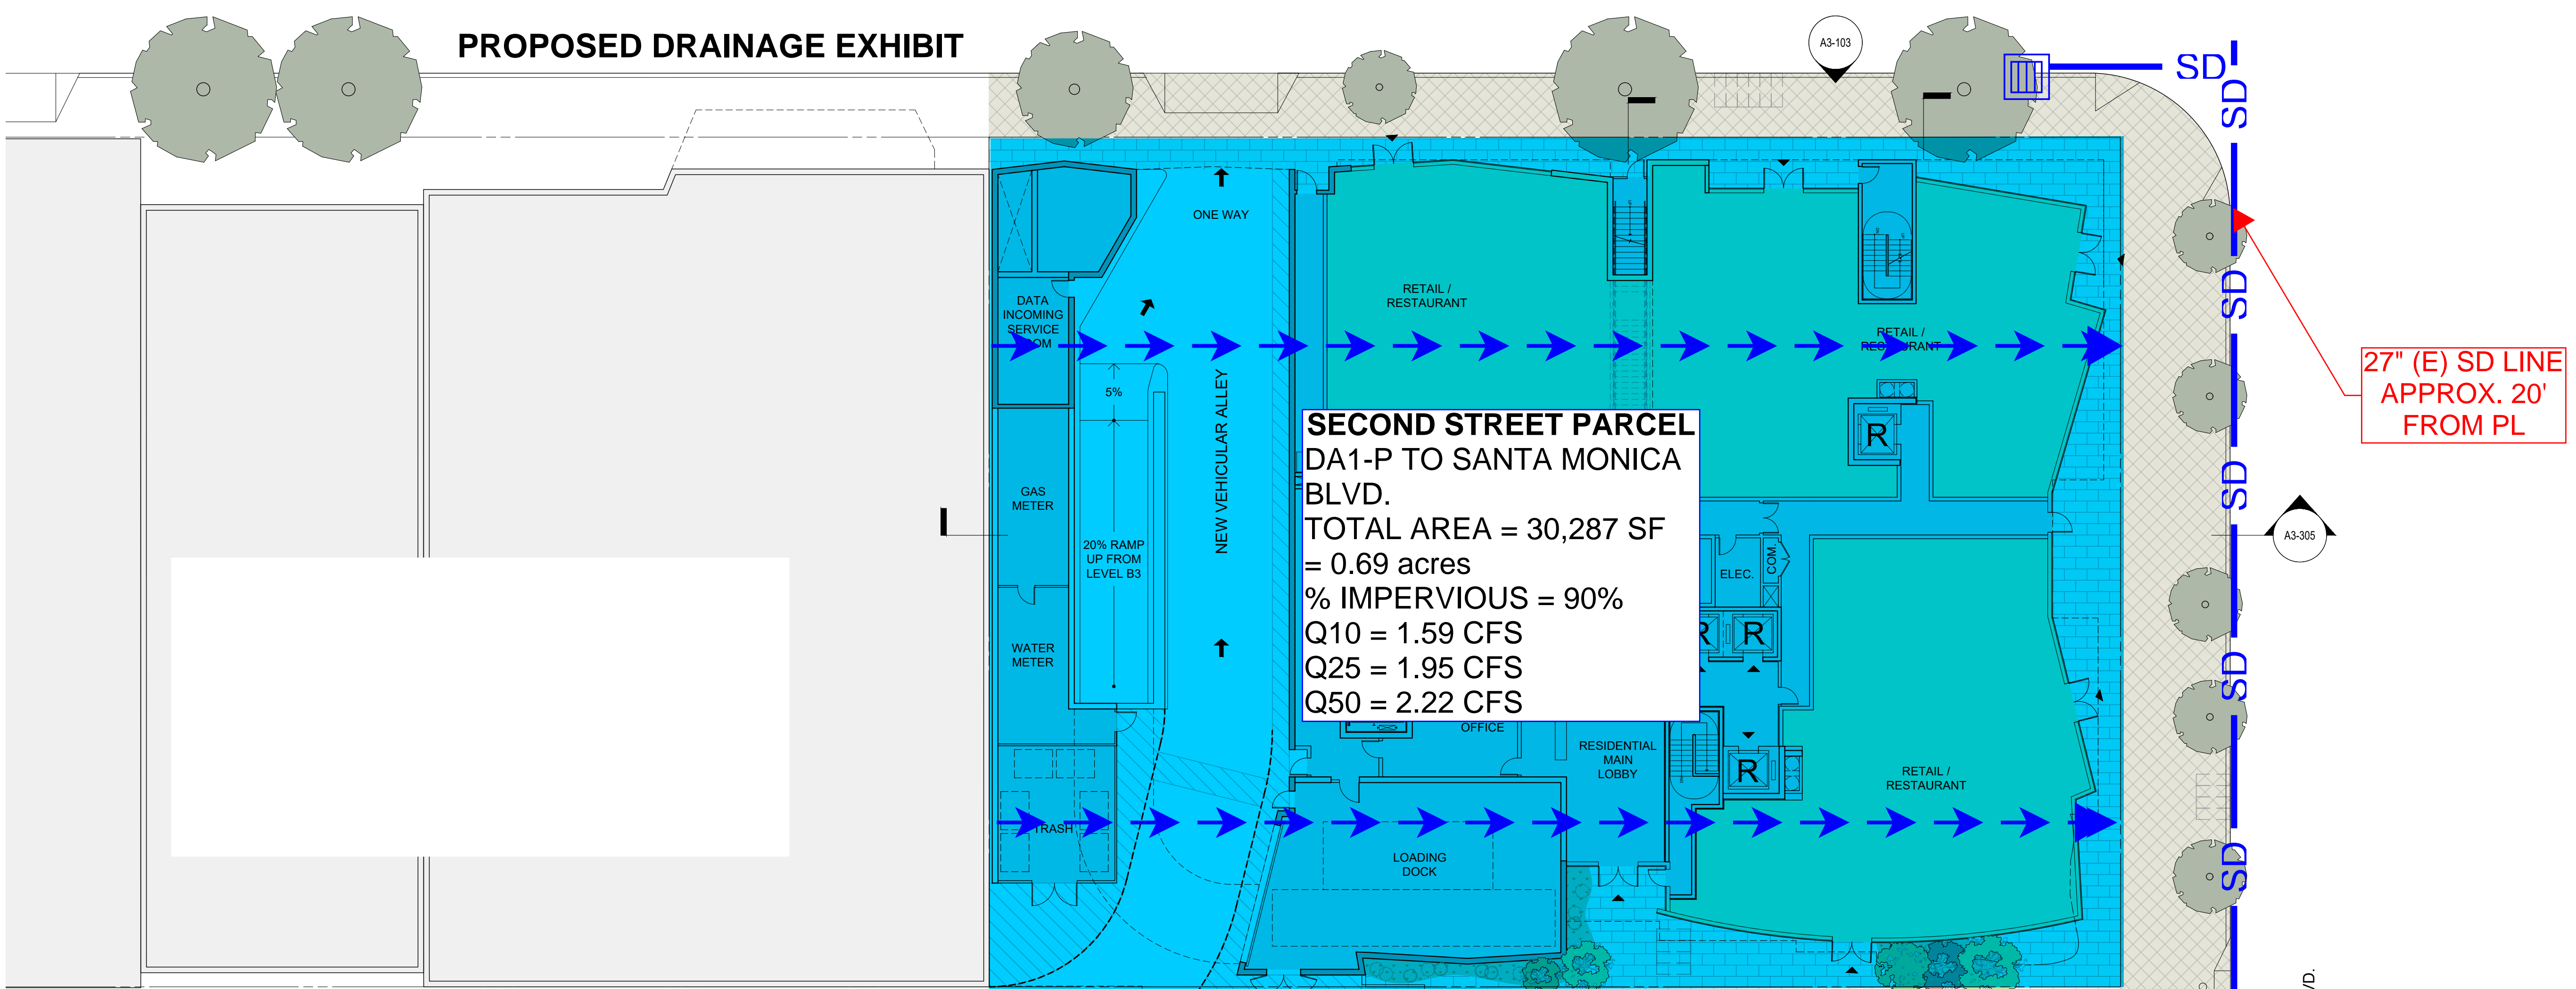 PROPOSED DRAINAGE EXHIBIT
A3-103
SD
SD
ONE WAY
DATA
INCOMING
SERVICE
RETAIL /
RESTAURANT
RETAIL /
RESTAURANT
SD
27" (E) SD LINE
APPROX. 20'
FROM PL
5%
NEW VEHICULAR ALLEY
R
SECOND STREET PARCEL
DA1-P TO SANTA MONICA
BLVD.
TOTAL AREA = 30,287 SF
= 0.69 acres
% IMPERVIOUS = 90%
Q10 = 1.59 CFS
Q25 = 1.95 CFS
Q50 = 2.22 CFS
GAS
METER
SD
A3-305
20% RAMP
UP FROM
LEVEL B3
ELEC.
COM.
WATER
METER
R
R
SD
OFFICE
RESIDENTIAL
MAIN
LOBBY
R
RETAIL /
RESTAURANT
TRASH
LOADING
DOCK
SD